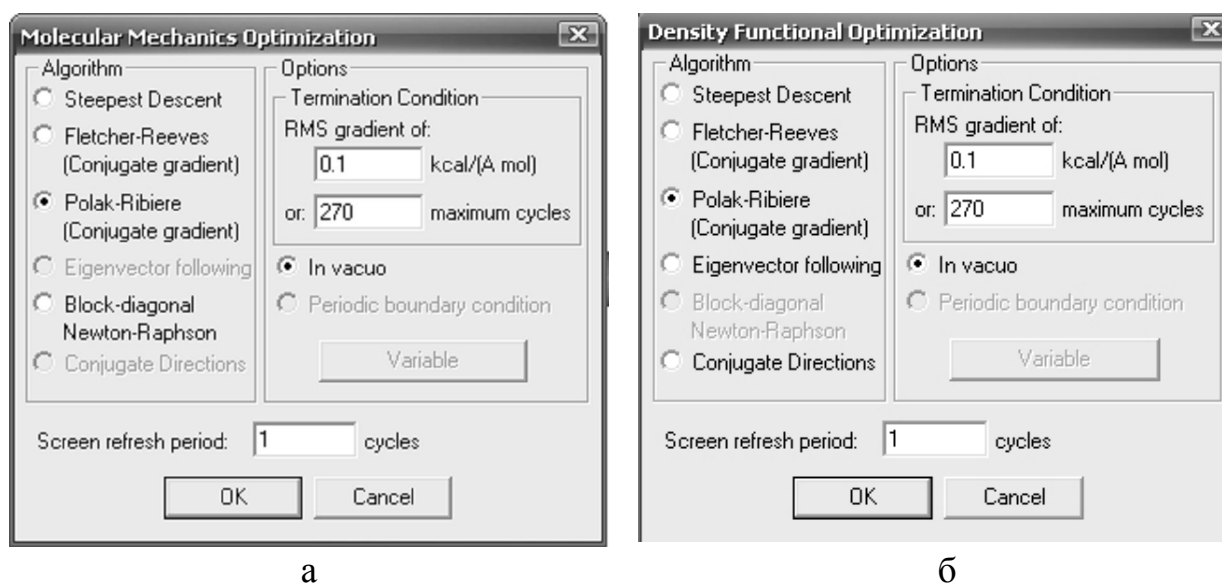 Molecular Mechanics Optimization
Algorithm
Steepest Descent
Fletcher-Reeves
(Conjugate gradient)
Polak-Ribiere
(Conjugate gradient)
Eigenvector following
Block-diagonal
Newton-Raphson
Conjugate Directions
Options
Termination Condition
RMS gradient of:
0.1 kcal/(A mol)
or: 270 maximum cycles
In vacuo
Periodic boundary condition
Variable
Screen refresh period: 1 cycles
OK Cancel
а
Density Functional Optimization
Algorithm
Steepest Descent
Fletcher-Reeves
(Conjugate gradient)
Polak-Ribiere
(Conjugate gradient)
Eigenvector following
Block-diagonal
Newton-Raphson
Conjugate Directions
Options
Termination Condition
RMS gradient of:
0.1 kcal/(A mol)
or: 270 maximum cycles
In vacuo
Periodic boundary condition
Variable
Screen refresh period: 1 cycles
OK Cancel
б